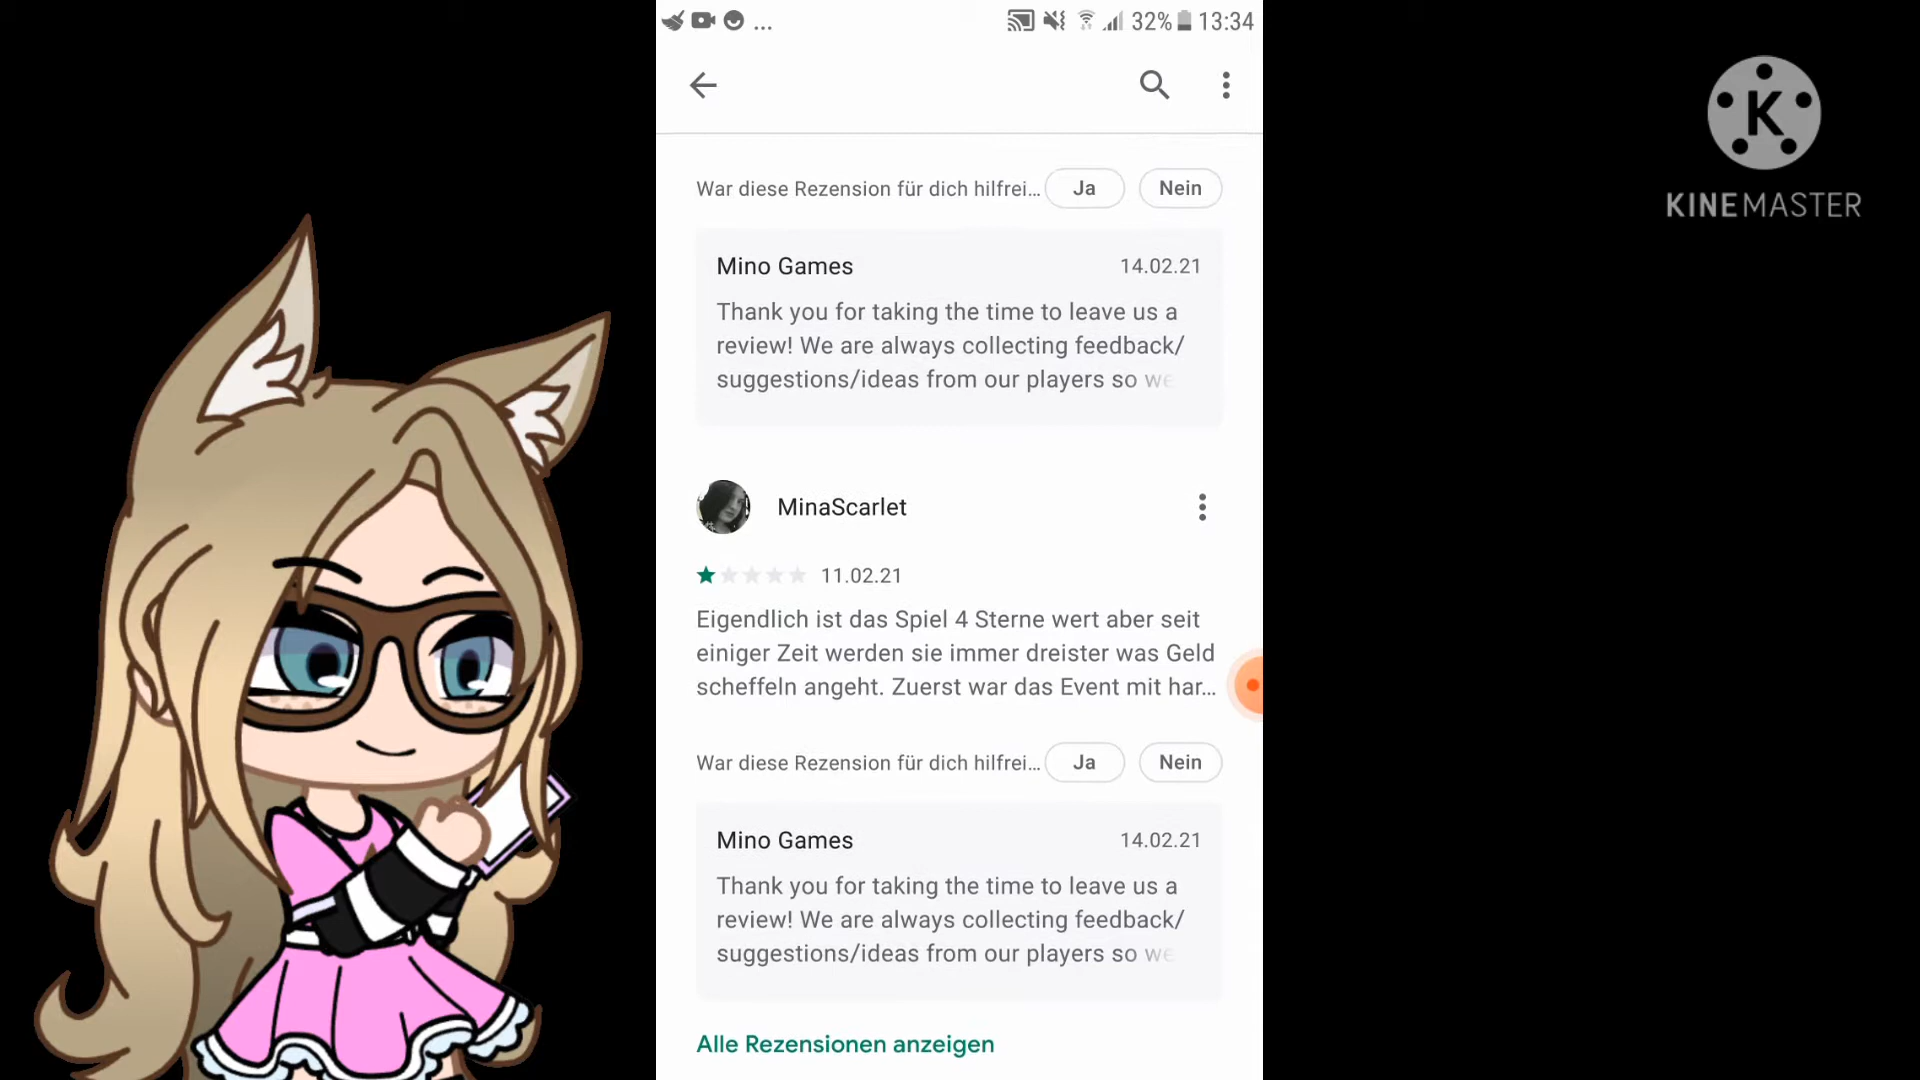 ...
32%
13:34
K
KINEMASTER
War diese Rezension für dich hilfrei...
Ja
Nein
Mino Games
14.02.21
Thank you for taking the time to leave us a
review! We are always collecting feedback/
suggestions/ideas from our players so we
MinaScarlet
11.02.21
Eigendlich ist das Spiel 4 Sterne wert aber seit
einiger Zeit werden sie immer dreister was Geld
scheffeln angeht. Zuerst war das Event mit har...
War diese Rezension für dich hilfrei...
Ja
Nein
Mino Games
14.02.21
Thank you for taking the time to leave us a
review! We are always collecting feedback/
suggestions/ideas from our players so we
Alle Rezensionen anzeigen